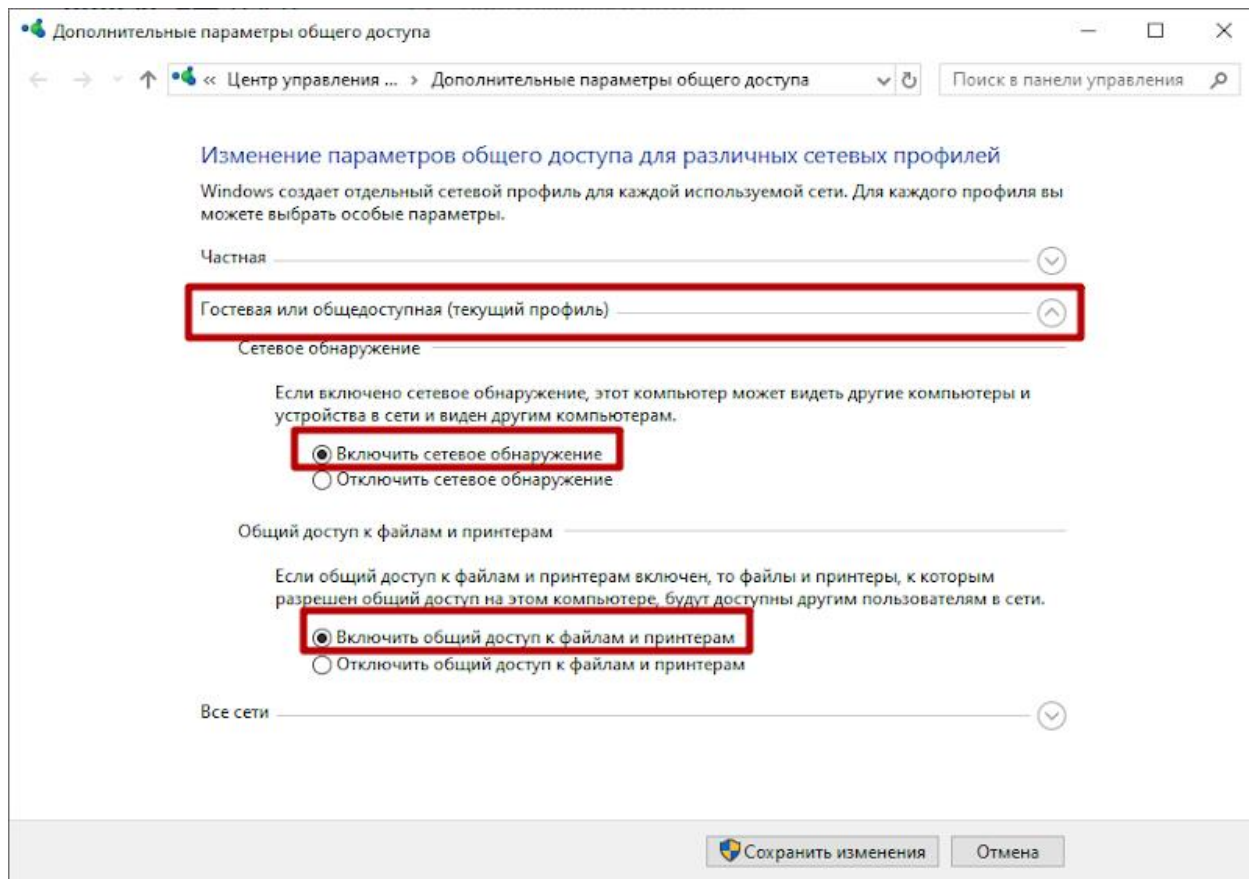 Дополнительные параметры общего доступа
« Центр управления ... › Дополнительные параметры общего доступа
Поиск в панели управления
Изменение параметров общего доступа для различных сетевых профилей
Windows создает отдельный сетевой профиль для каждой используемой сети. Для каждого профиля вы
можете выбрать особые параметры.
Частная
Гостевая или общедоступная (текущий профиль)
Сетевое обнаружение
Если включено сетевое обнаружение, этот компьютер может видеть другие компьютеры и
устройства в сети и виден другим компьютерам.
Включить сетевое обнаружение
Отключить сетевое обнаружение
Общий доступ к файлам и принтерам
Если общий доступ к файлам и принтерам включен, то файлы и принтеры, к которым
разрешен общий доступ на этом компьютере, будут доступны другим пользователям в сети.
Включить общий доступ к файлам и принтерам
Отключить общий доступ к файлам и принтерам
Все сети
Сохранить изменения
Отмена